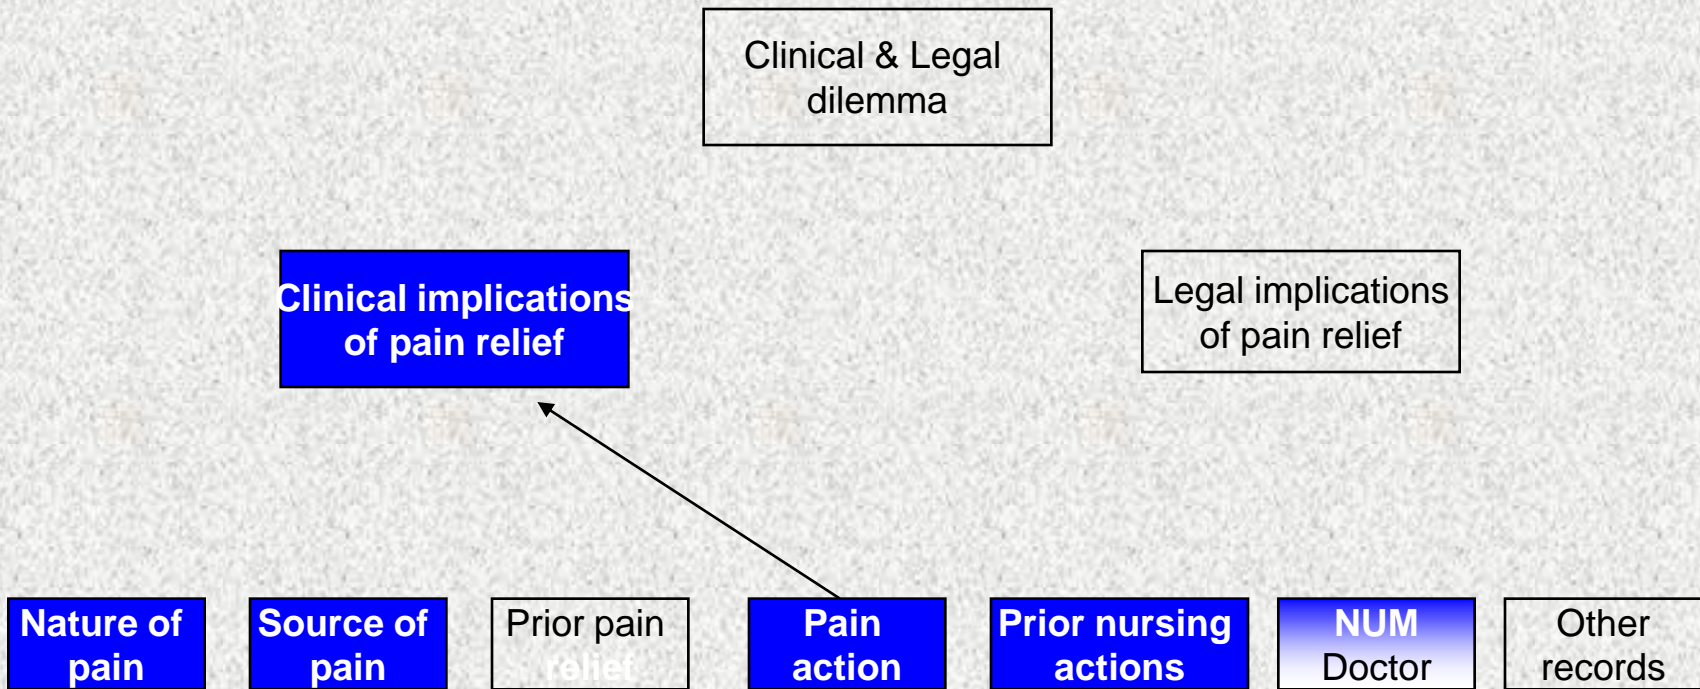 Clinical & Legal
dilemma
Clinical implications
of pain relief
Legal implications
of pain relief
Nature of
pain
Source of
pain
Prior pain
relief
Pain
action
Prior nursing
actions
NUM
Doctor
Other
records